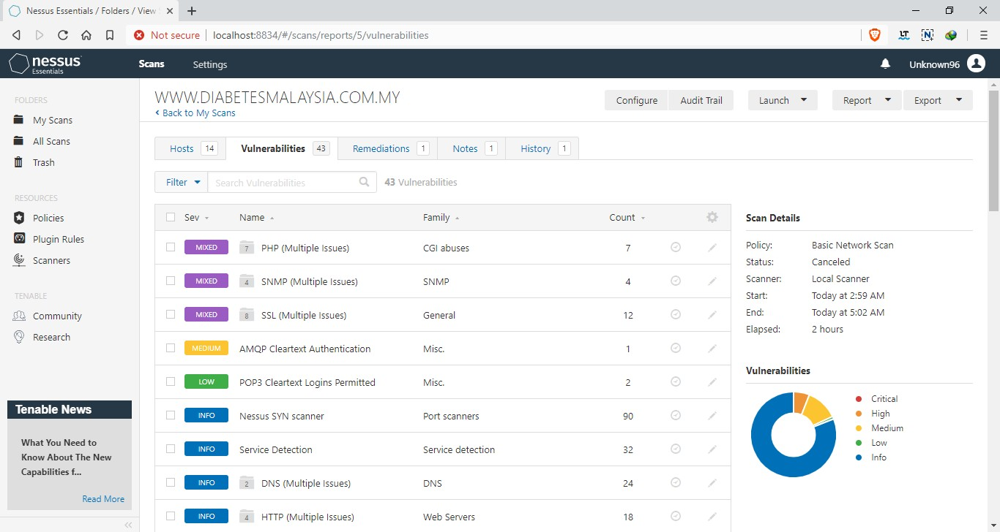 Nessus Essentials / Folders / View
Not secure
localhost:8834/#/scans/reports/5/vulnerabilities
LT
N
nessus
Essentials
Scans
Settings
Unknown96
FOLDERS
My Scans
All Scans
Trash
RESOURCES
Policies
Plugin Rules
Scanners
TENABLE
Community
Research
Tenable News
What You Need to
Know About The New
Capabilities f...
Read More
WWW.DIABETESMALAYSIA.COM.MY
Back to My Scans
Configure
Audit Trail
Launch
Report
Export
Hosts 14
Vulnerabilities 43
Remediations 1
Notes 1
History 1
Filter
Search Vulnerabilities
43 Vulnerabilities
Sev Name Family Count
MIXED 7 PHP (Multiple Issues) CGI abuses 7
MIXED 4 SNMP (Multiple Issues) SNMP 4
MIXED 8 SSL (Multiple Issues) General 12
MEDIUM AMQP Cleartext Authentication Misc. 1
LOW POP3 Cleartext Logins Permitted Misc. 2
INFO Nessus SYN scanner Port scanners 90
INFO Service Detection Service detection 32
INFO 2 DNS (Multiple Issues) DNS 24
INFO 4 HTTP (Multiple Issues) Web Servers 18
Scan Details
Policy: Basic Network Scan
Status: Canceled
Scanner: Local Scanner
Start: Today at 2:59 AM
End: Today at 5:02 AM
Elapsed: 2 hours
Vulnerabilities
Critical
High
Medium
Low
Info